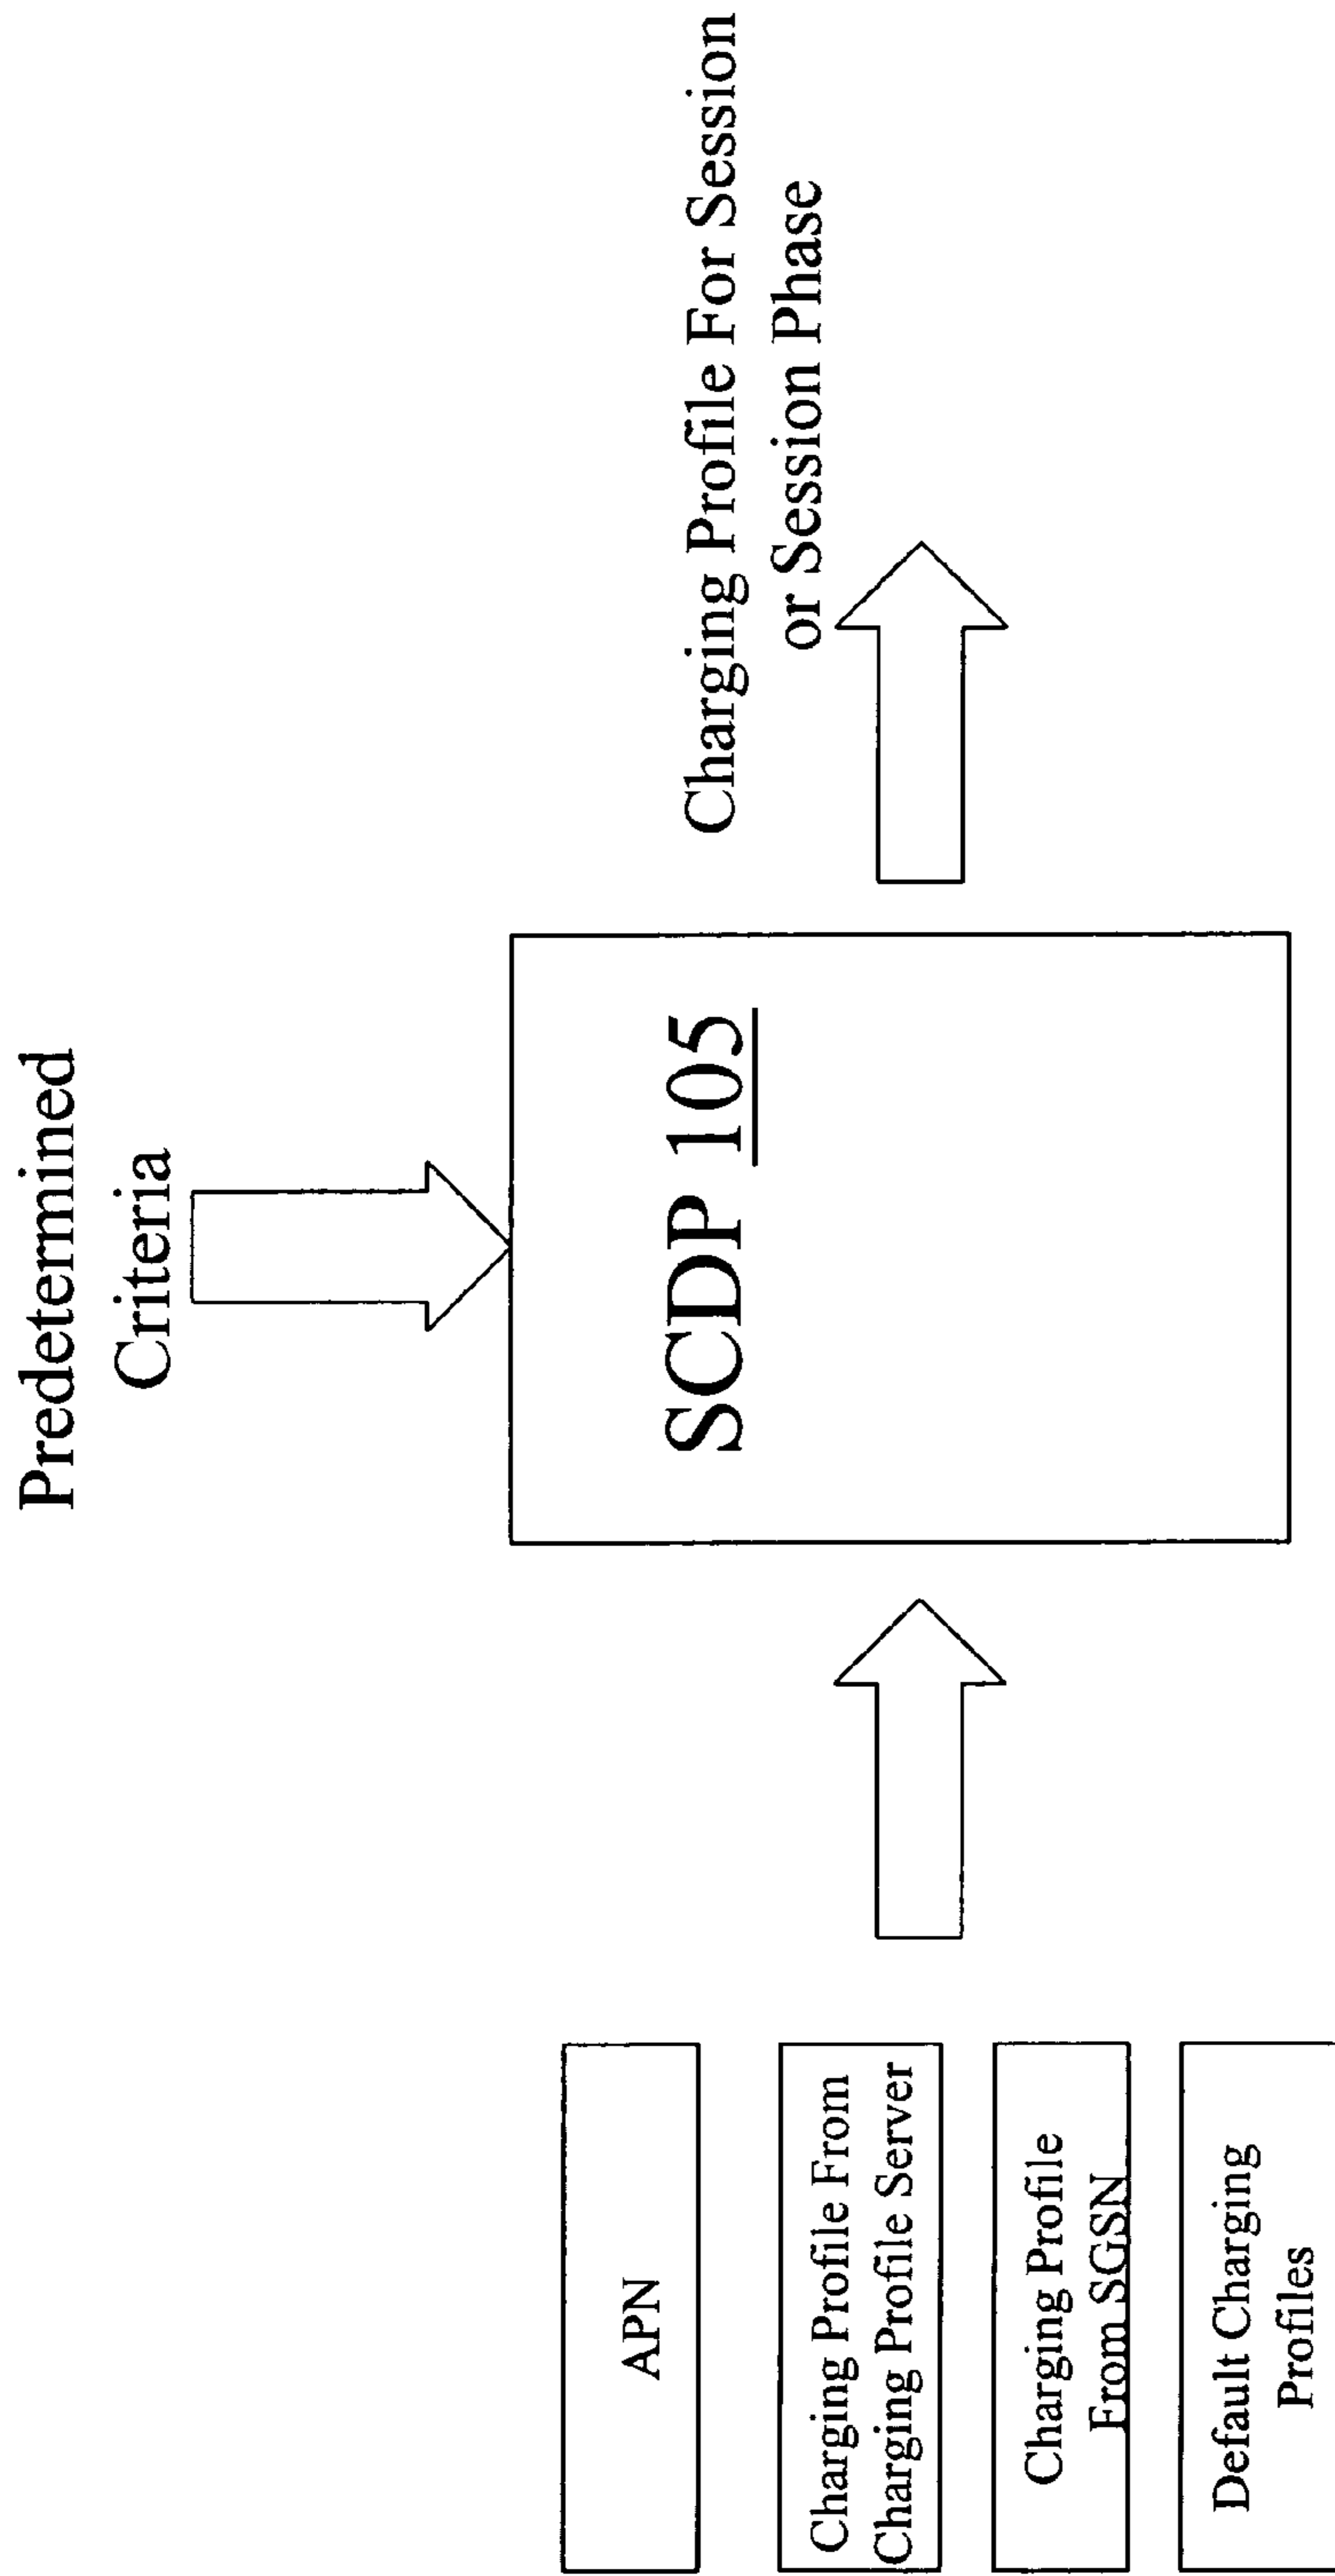 Predetermined
Criteria
APN
Charging Profile From
Charging Profile Server
Charging Profile
From SGSN
Default Charging
Profiles
SCDP 105
Charging Profile For Session
or Session Phase